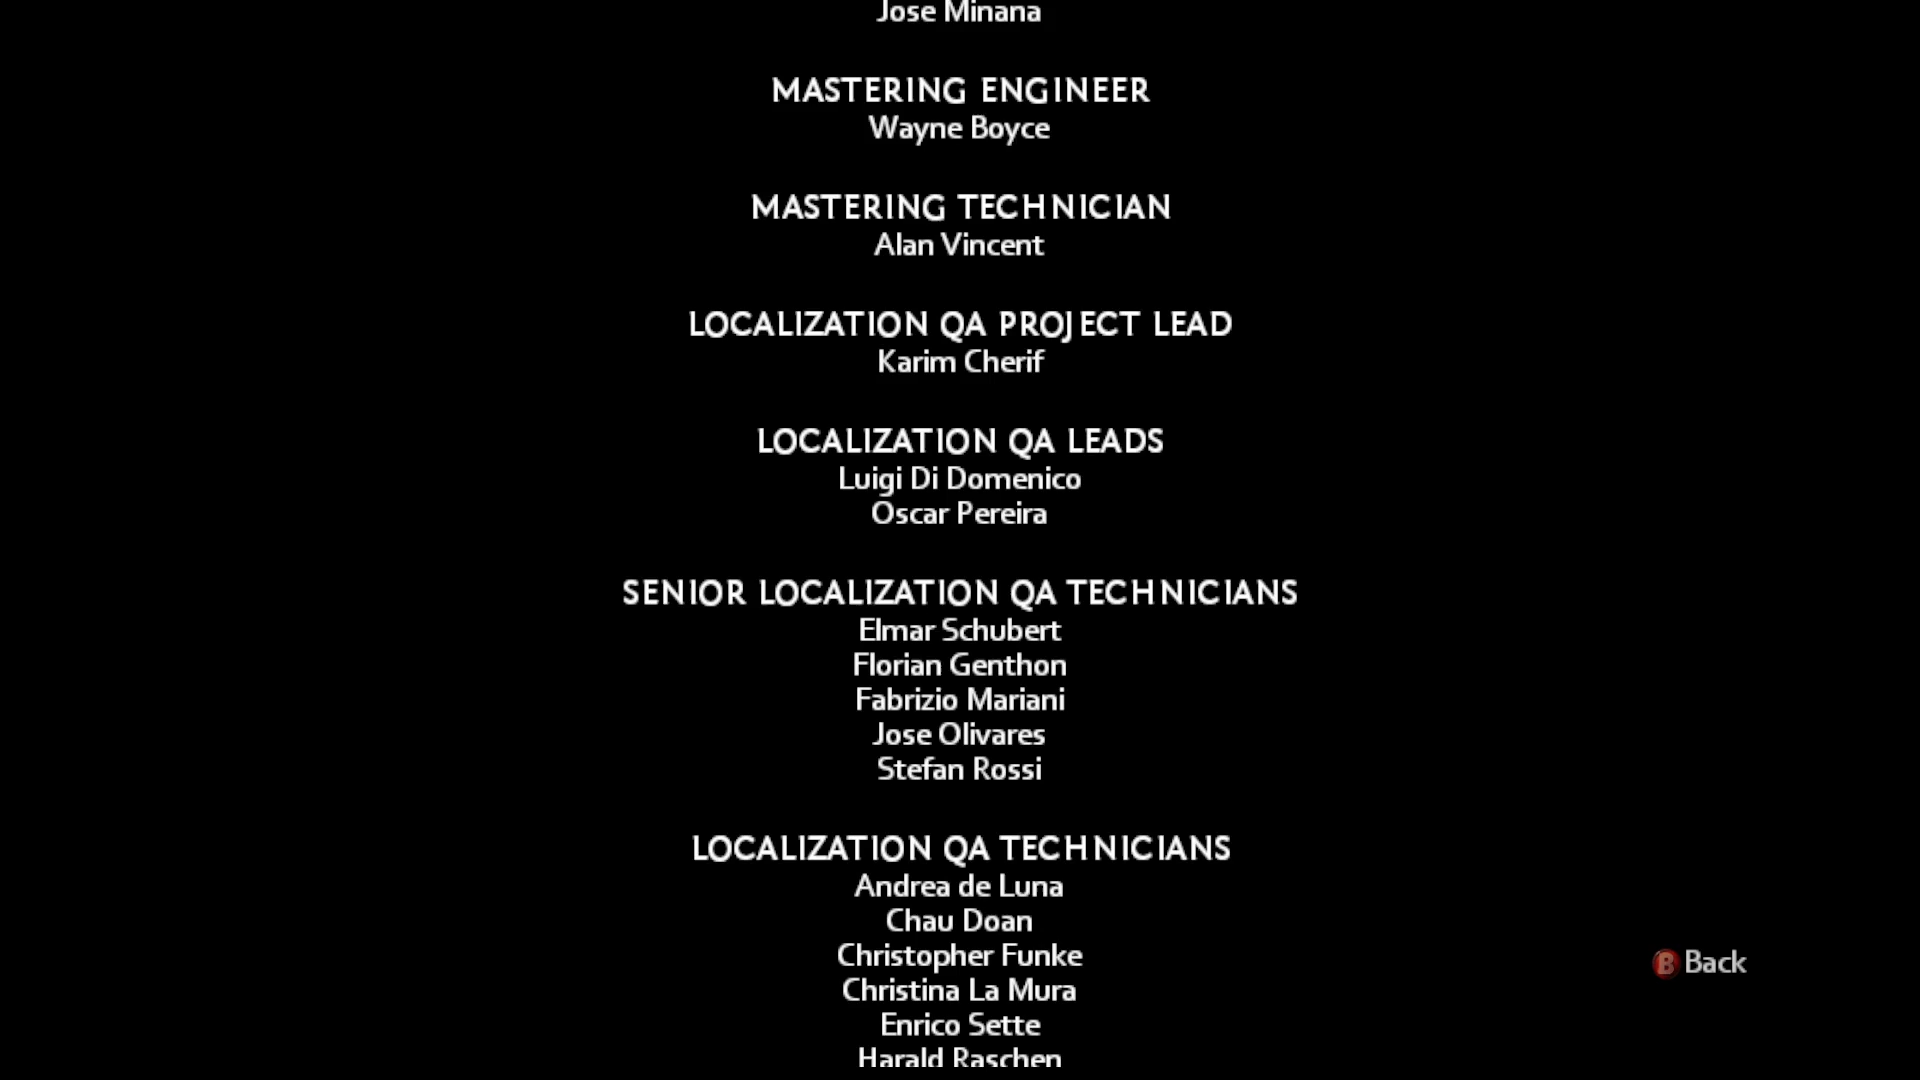 Jose Minana
MASTERING ENGINEER
Wayne Boyce
MASTERING TECHNICIAN
Alan Vincent
LOCALIZATION QA PROJECT LEAD
Karim Cherif
LOCALIZATION QA LEADS
Luigi Di Domenico
Oscar Pereira
SENIOR LOCALIZATION QA TECHNICIANS
Elmar Schubert
Florian Genthon
Fabrizio Mariani
Jose Olivares
Stefan Rossi
LOCALIZATION QA TECHNICIANS
Andrea de Luna
Chau Doan
Christopher Funke
B Back
Christina La Mura
Enrico Sette
Harald Raschen